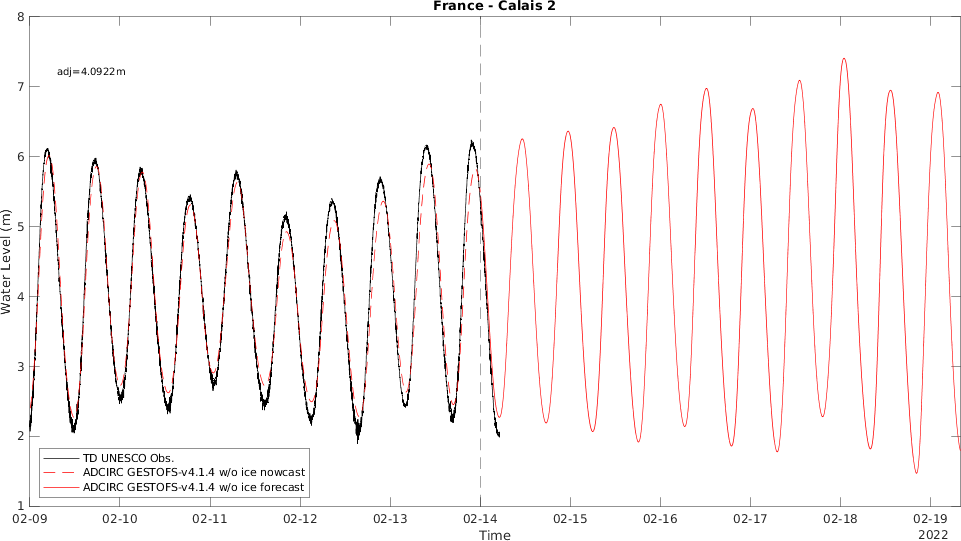 France - Calais 2
8
adj=4.0922m
7
6
5
4
3
2
1
Water Level (m)
TD UNESCO Obs.
ADCIRC GESTOFS-v4.1.4 w/o ice nowcast
ADCIRC GESTOFS-v4.1.4 w/o ice forecast
02-09 02-10 02-11 02-12 02-13 02-14 02-15 02-16 02-17 02-18 02-19
Time
2022